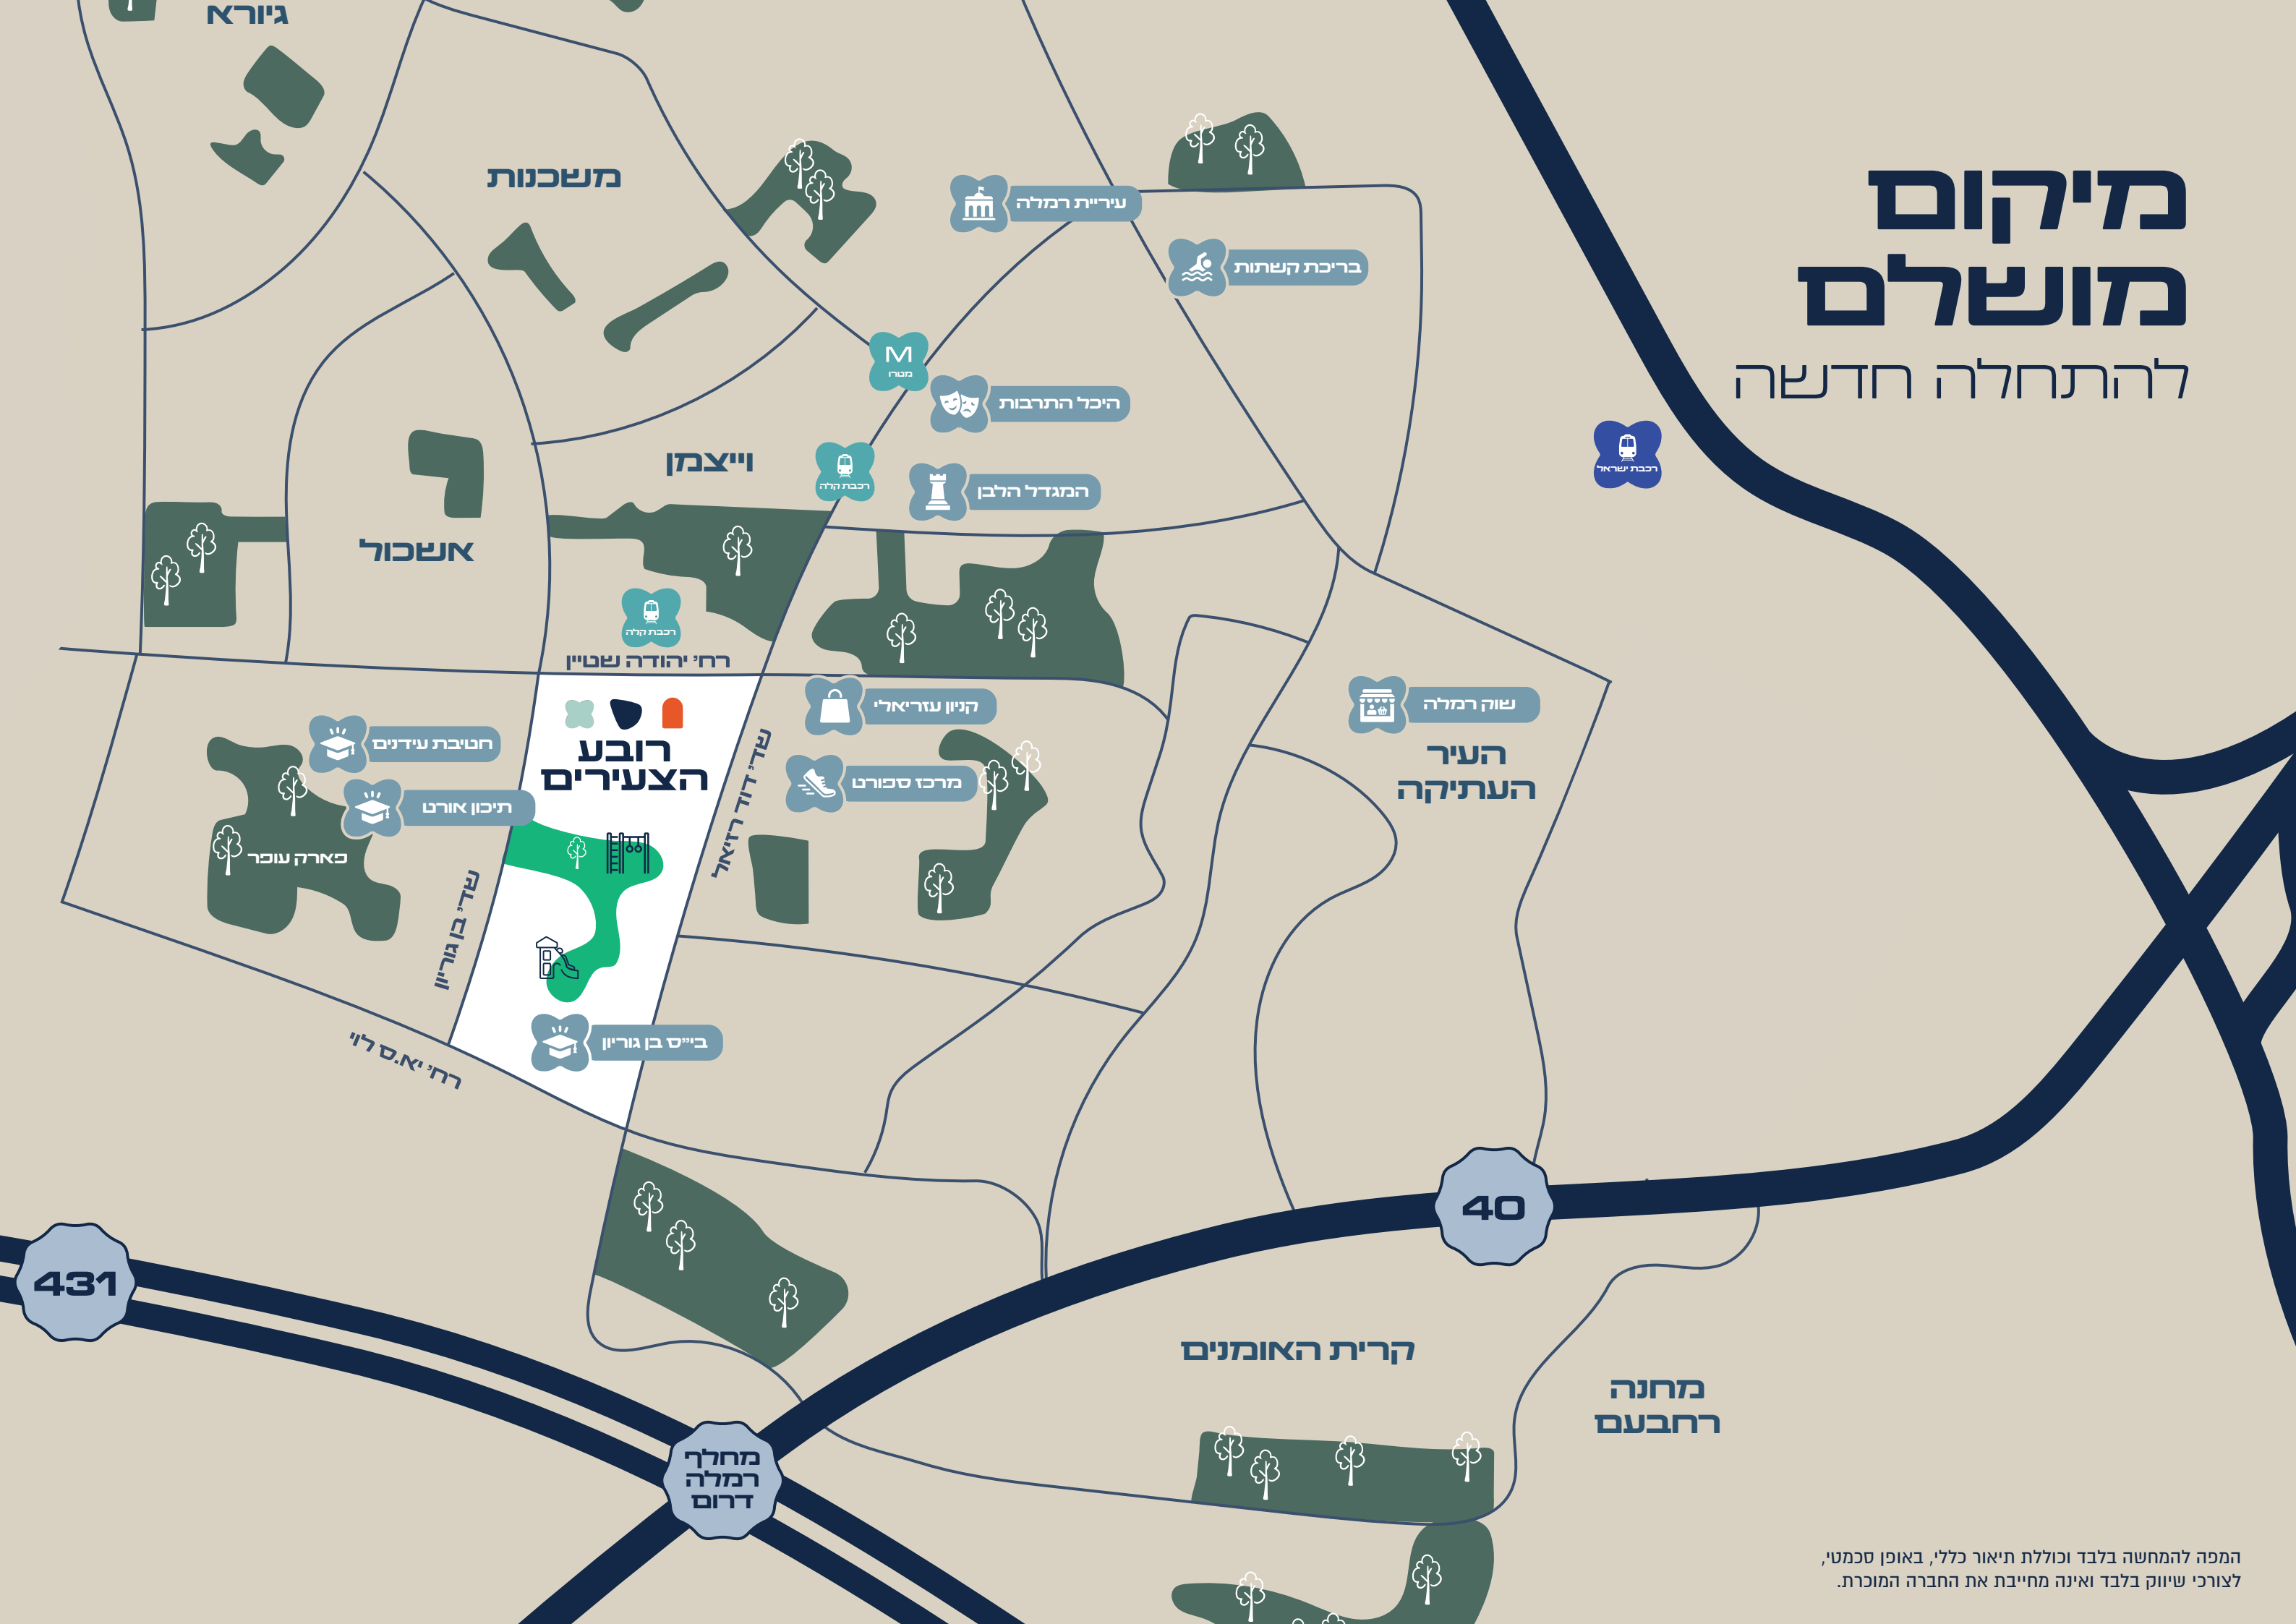 מיקום
מושלם
להתחלה חדשה
גיורא
משכנות
עיריית רמלה
בריכת קשתות
M
מטרו
היכל התרבות
רכבת ישראל
וייצמן
רכבת קלה
המגדל הלבן
אשכול
רכבת קלה
רח' יהודה שטיין
קניון עזריאלי
שוק רמלה
העיר
העתיקה
חטיבת עידנים
רובע
הצעירים
שד' דוד רזיאל
מרכז ספורט
תיכון אורט
פארק עופר
שד' בן גוריון
בי"ס בן גוריון
רח' יא.ס לוי
40
431
קרית האומנים
מחנה
רחבעם
מחלף
רמלה
דרום
המפה להמחשה בלבד וכוללת תיאור כללי, באופן סכמטי,
לצורכי שיווק בלבד ואינה מחייבת את החברה המוכרת.